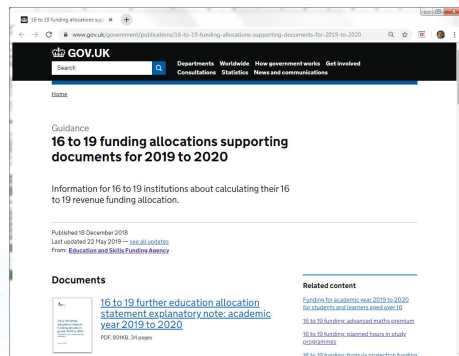 16 to 19 funding allocations supp
www.gov.uk/government/publications/16-to-19-funding-allocations-supporting-documents-for-2019-to-2020
GOV.UK
Search
Departments Worldwide How government works Get involved
Consultations Statistics News and communications
Home
Guidance
16 to 19 funding allocations supporting
documents for 2019 to 2020
Information for 16 to 19 institutions about calculating their 16
to 19 revenue funding allocation.
Published 18 December 2018
Last updated 22 May 2019 — see all updates
From: Education and Skills Funding Agency
Documents
16 to 19 further education allocation
statement explanatory note: academic
year 2019 to 2020
PDF, 801KB, 34 pages
Related content
Funding for academic year 2019 to 2020
for students and learners aged over 16
16 to 19 funding: advanced maths premium
16 to 19 funding: planned hours in study
programmes
16 to 19 funding: formula protection funding